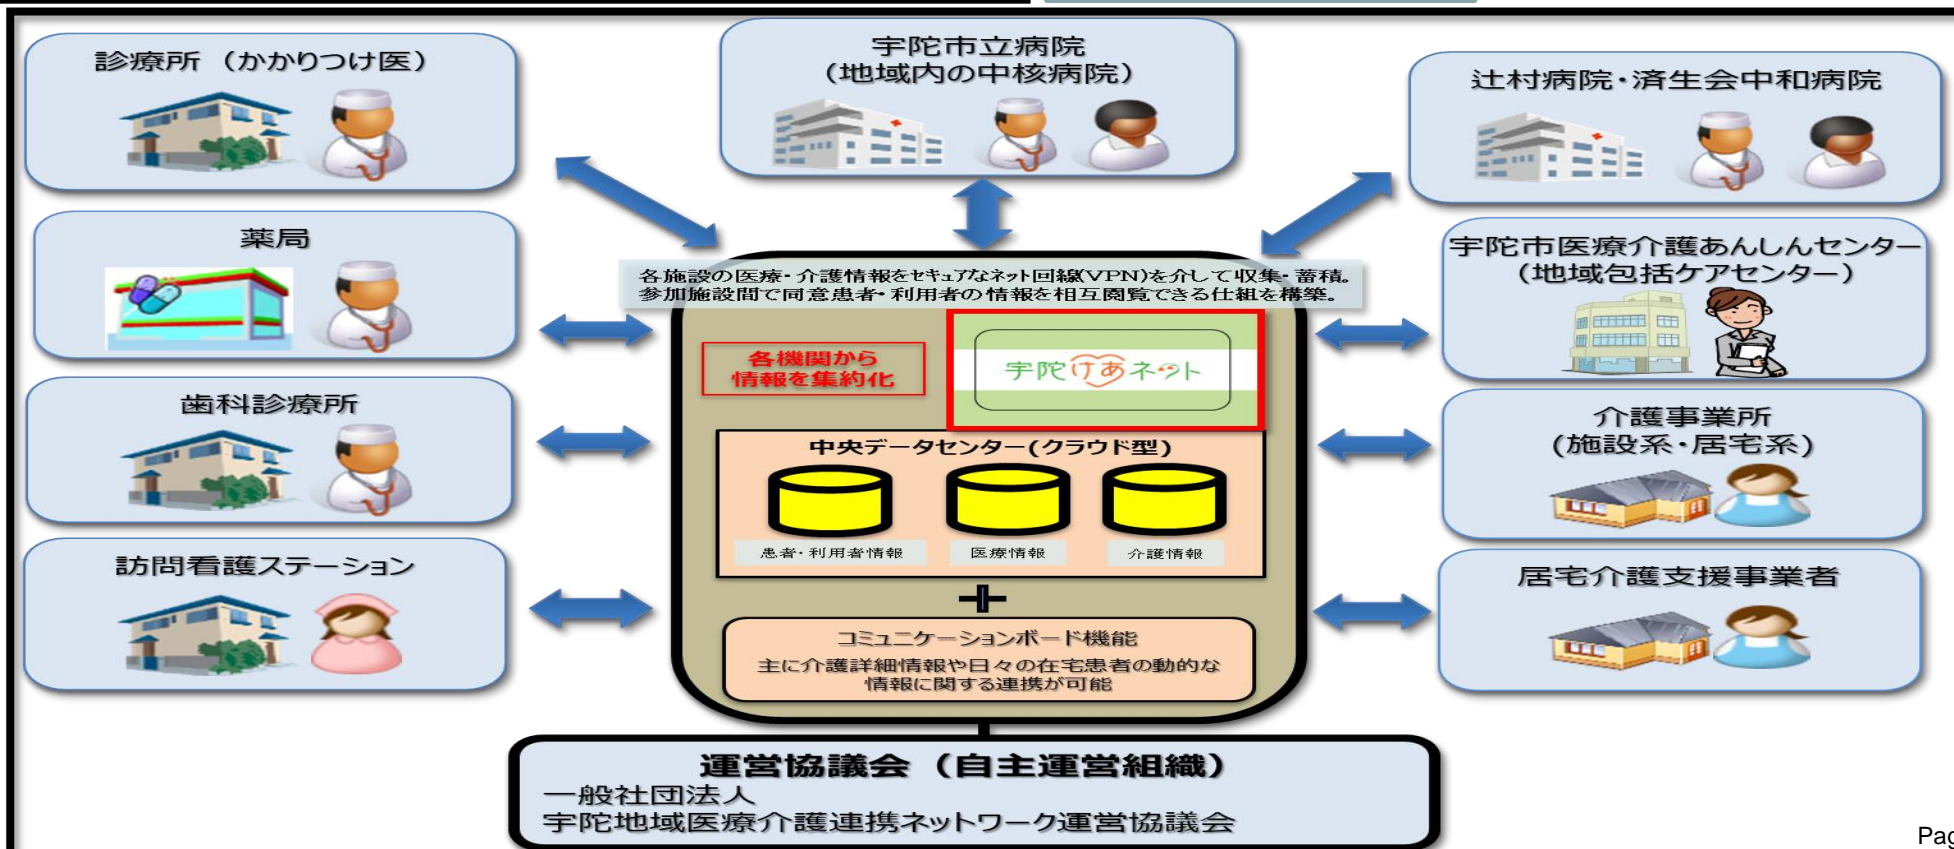 診療所（かかりつけ医）
宇陀市立病院
（地域内の中核病院）
辻村病院・済生会中和病院
薬局
宇陀市医療介護あんしんセンター
（地域包括ケアセンター）
各施設の医療・介護情報をセキュアなネット回線(VPN)を介して収集・蓄積。
参加施設間で同意患者・利用者の情報を相互閲覧できる仕組を構築。
各機関から
情報を集約化
宇陀けあネット
歯科診療所
介護事業所
（施設系・居宅系）
中央データセンター(クラウド型)
患者・利用者情報
医療情報
介護情報
訪問看護ステーション
居宅介護支援事業者
コミュニケーションボード機能
主に介護詳細情報や日々の在宅患者の動的な
情報に関する連携が可能
運営協議会（自主運営組織）
一般社団法人
宇陀地域医療介護連携ネットワーク運営協議会
Pag